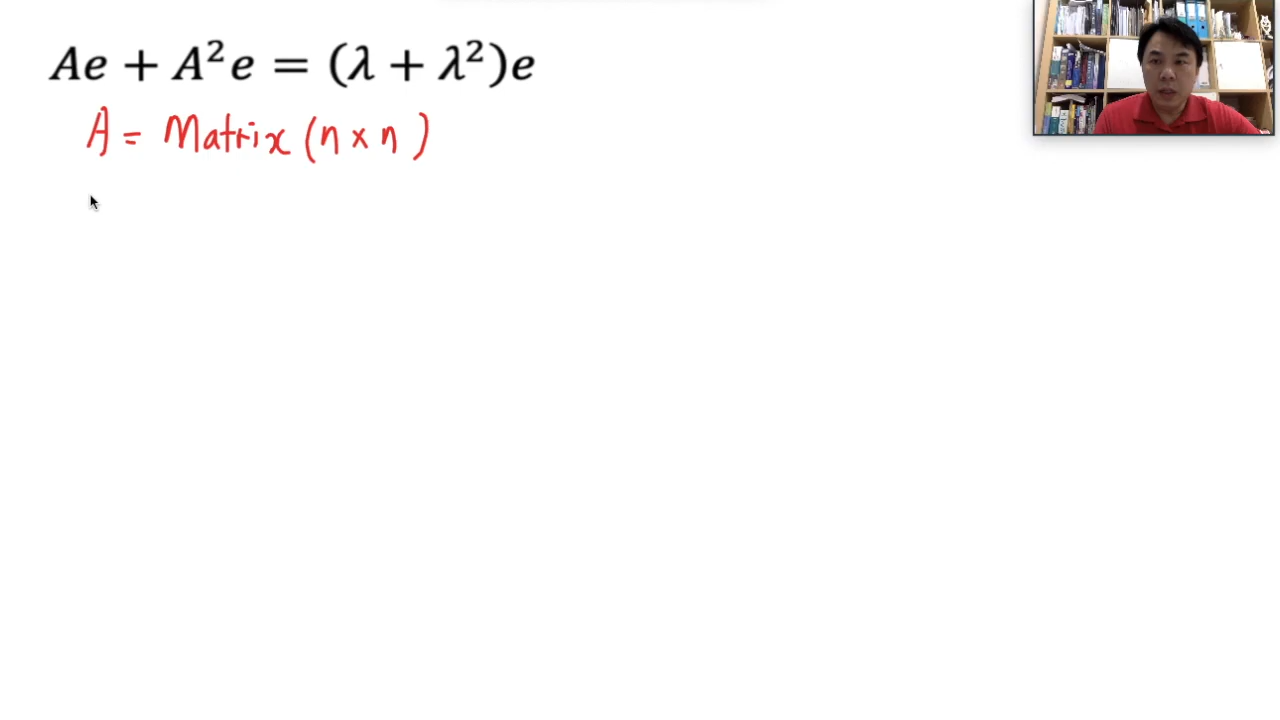 Ae + A²e = (λ + λ²)e
A = Matrix (n × n)